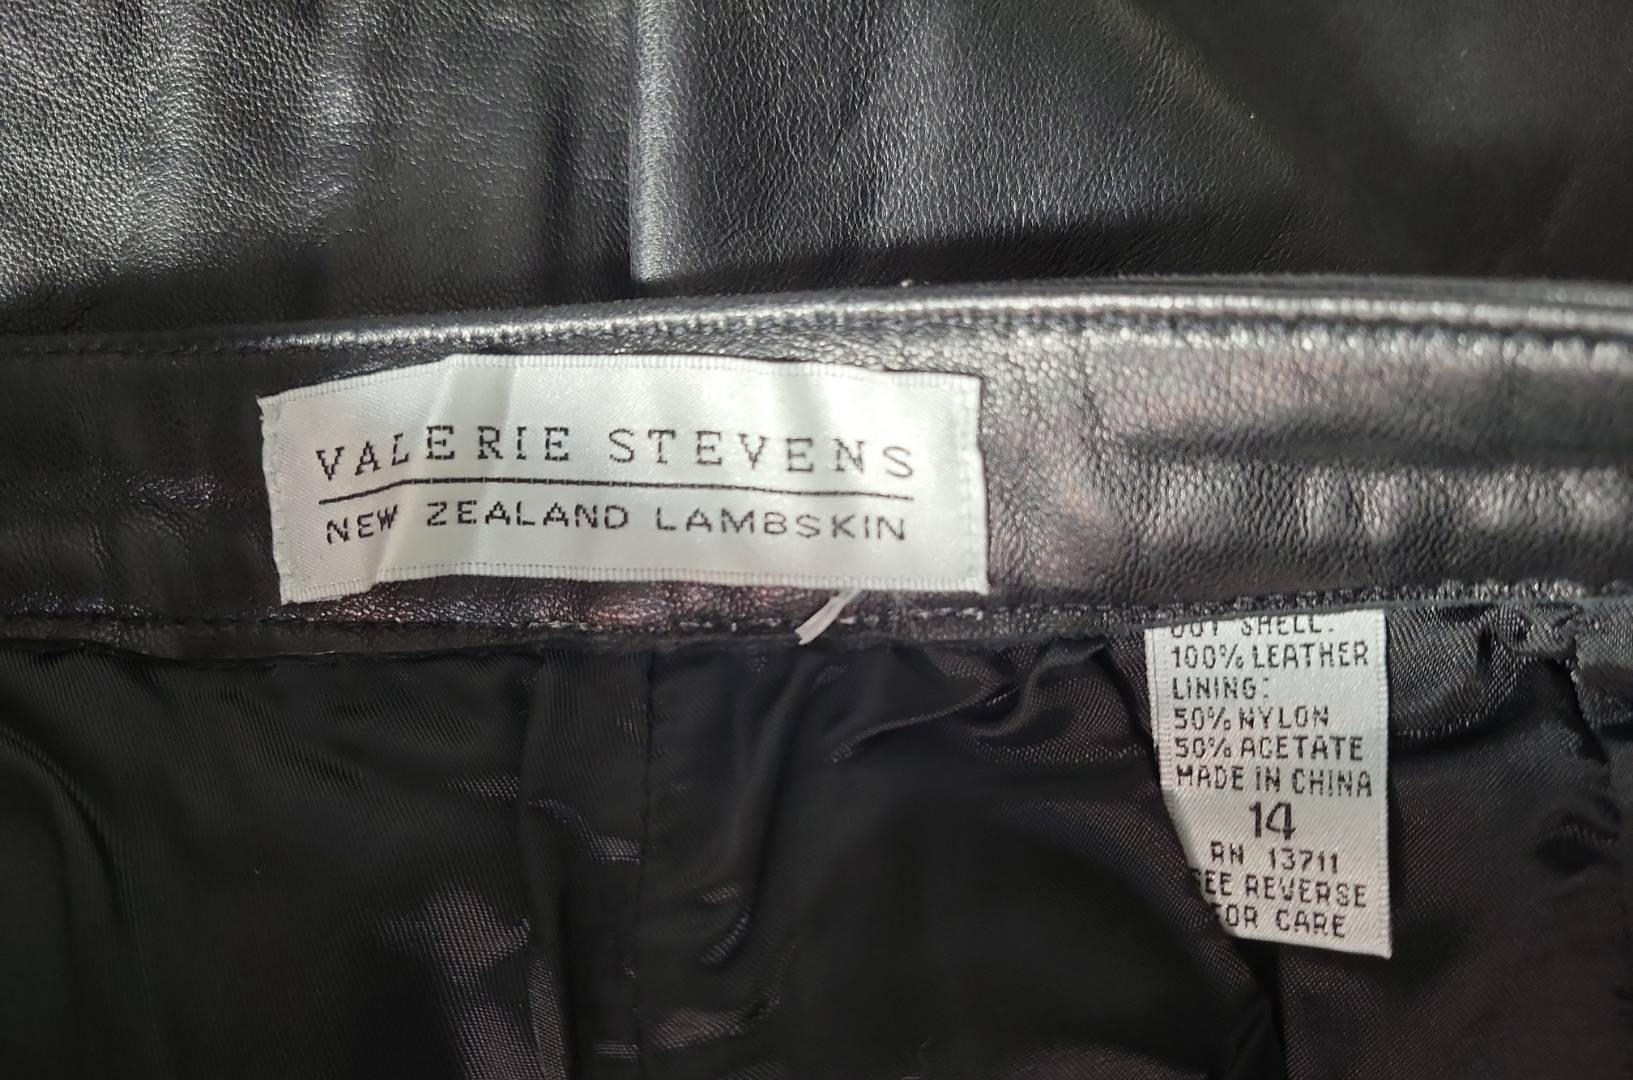 VALERIE STEVENS
NEW ZEALAND LAMBSKIN
SHELL:
100% LEATHER
LINING:
50% NYLON
50% ACETATE
MADE IN CHINA
14
RN 13711
SEE REVERSE
FOR CARE